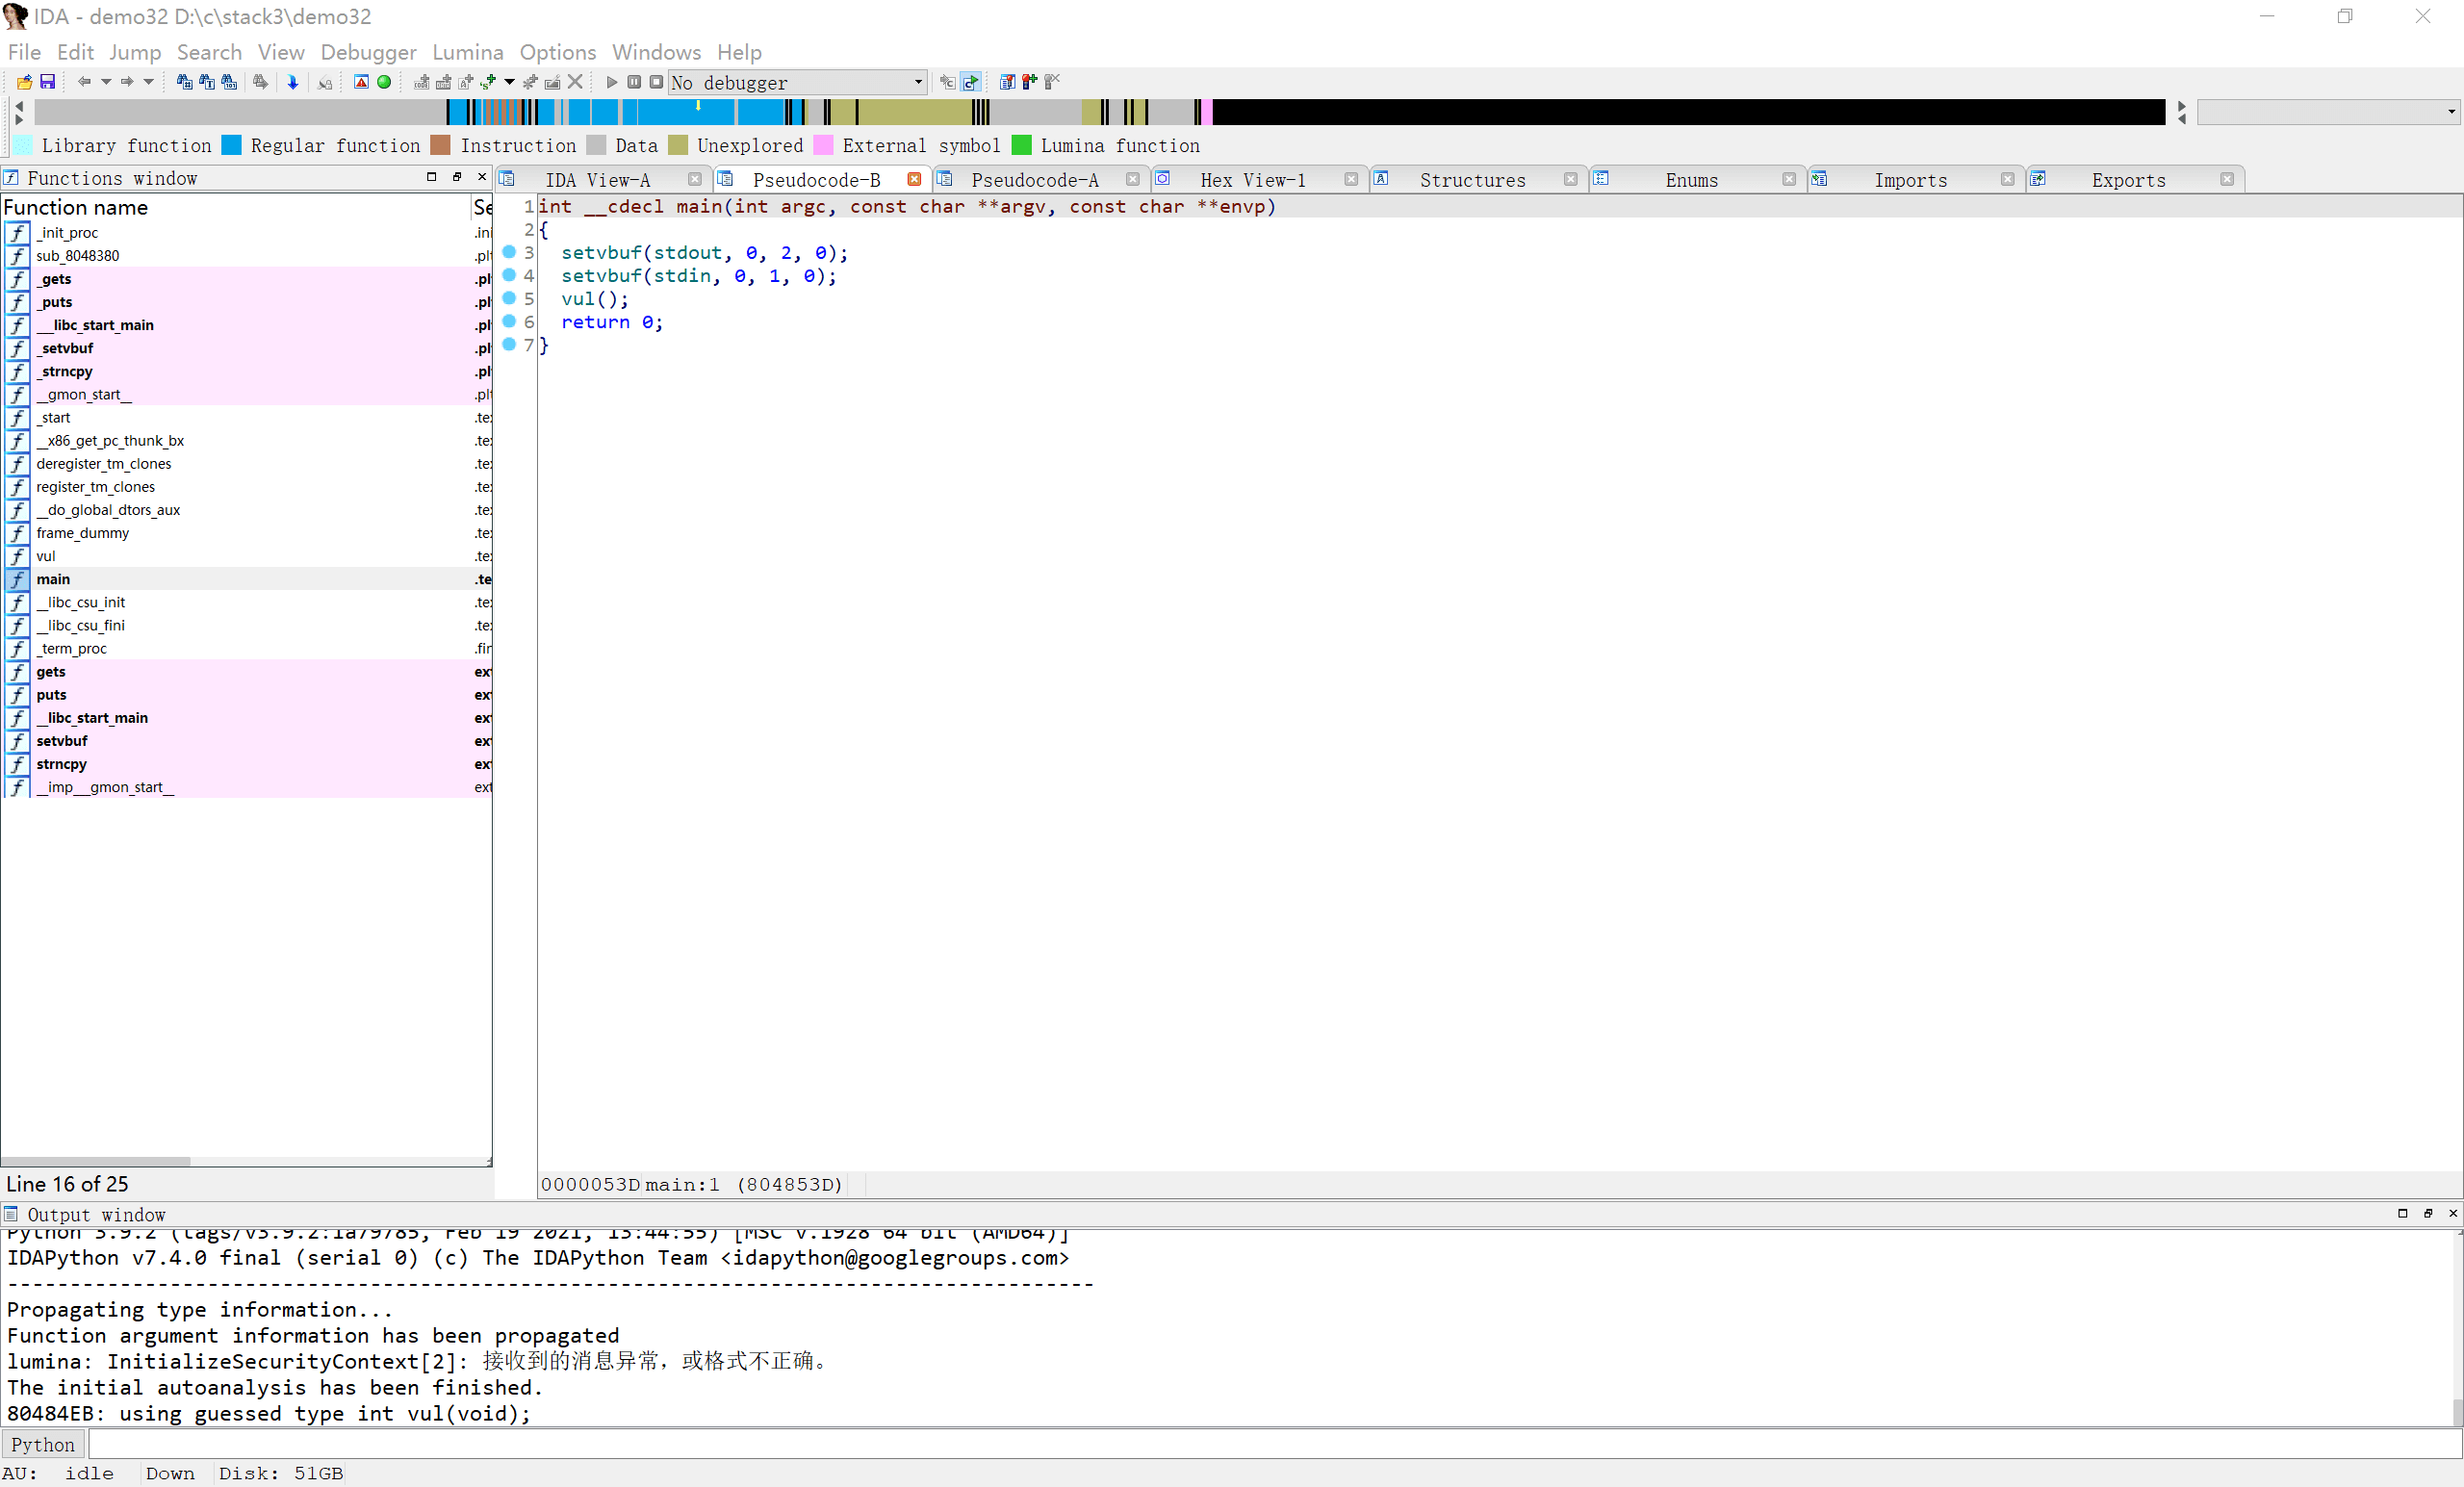 IDA - demo32 D:\c\stack3\demo32
File Edit Jump Search View Debugger Lumina Options Windows Help
No debugger
Library function Regular function Instruction Data Unexplored External symbol Lumina function
Functions window
IDA View-A Pseudocode-B Pseudocode-A Hex View-1 Structures Enums Imports Exports
Function name Se
_init_proc .ini
sub_8048380 .plt
_gets .pl
_puts .pl
__libc_start_main .pl
_setvbuf .pl
_strncpy .pl
__gmon_start__ .plt
_start .te
__x86_get_pc_thunk_bx .te
deregister_tm_clones .te
register_tm_clones .te
__do_global_dtors_aux .te
frame_dummy .te
vul .te
main .te
__libc_csu_init .te
__libc_csu_fini .te
_term_proc .fin
gets ex
puts ex
__libc_start_main ex
setvbuf ex
strncpy ex
__imp___gmon_start__ ext
Line 16 of 25
1 int __cdecl main(int argc, const char **argv, const char **envp)
2 {
3 setvbuf(stdout, 0, 2, 0);
4 setvbuf(stdin, 0, 1, 0);
5 vul();
6 return 0;
7 }
0000053D main:1 (804853D)
Output window
Python 3.9.2 (tags/v3.9.2:1a79785, Feb 19 2021, 13:44:55) [MSC v.1928 64 bit (AMD64)]
IDAPython v7.4.0 final (serial 0) (c) The IDAPython Team <idapython@googlegroups.com>
---------------------------------------------------------------------------------------
Propagating type information...
Function argument information has been propagated
lumina: InitializeSecurityContext[2]: 接收到的消息异常，或格式不正确。
The initial autoanalysis has been finished.
80484EB: using guessed type int vul(void);
Python
AU: idle Down Disk: 51GB